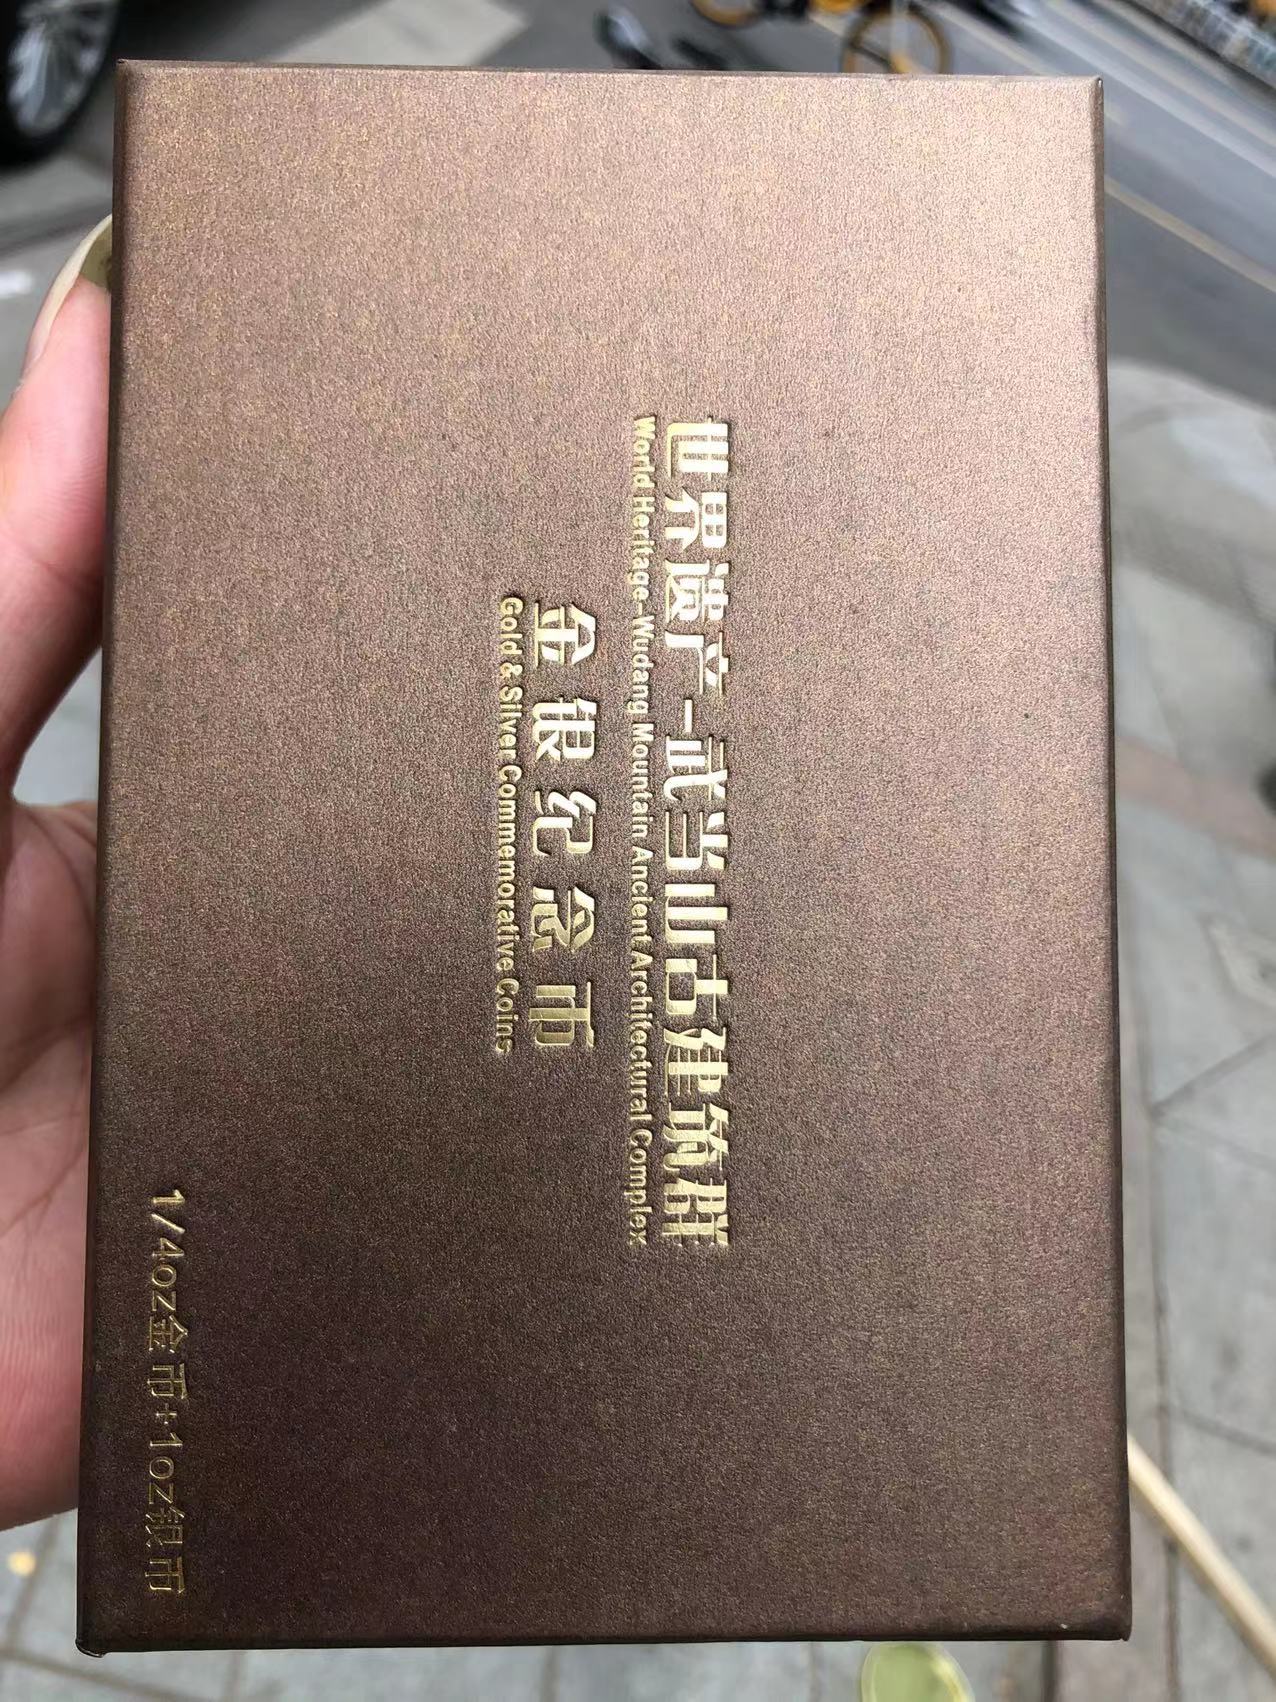 世界遗产-武当山古建筑群
World Heritage-Wudang Mountain Ancient Architectural Complex
金银纪念币
Gold & Silver Commemorative Coins
1/4oz金币+1oz银币